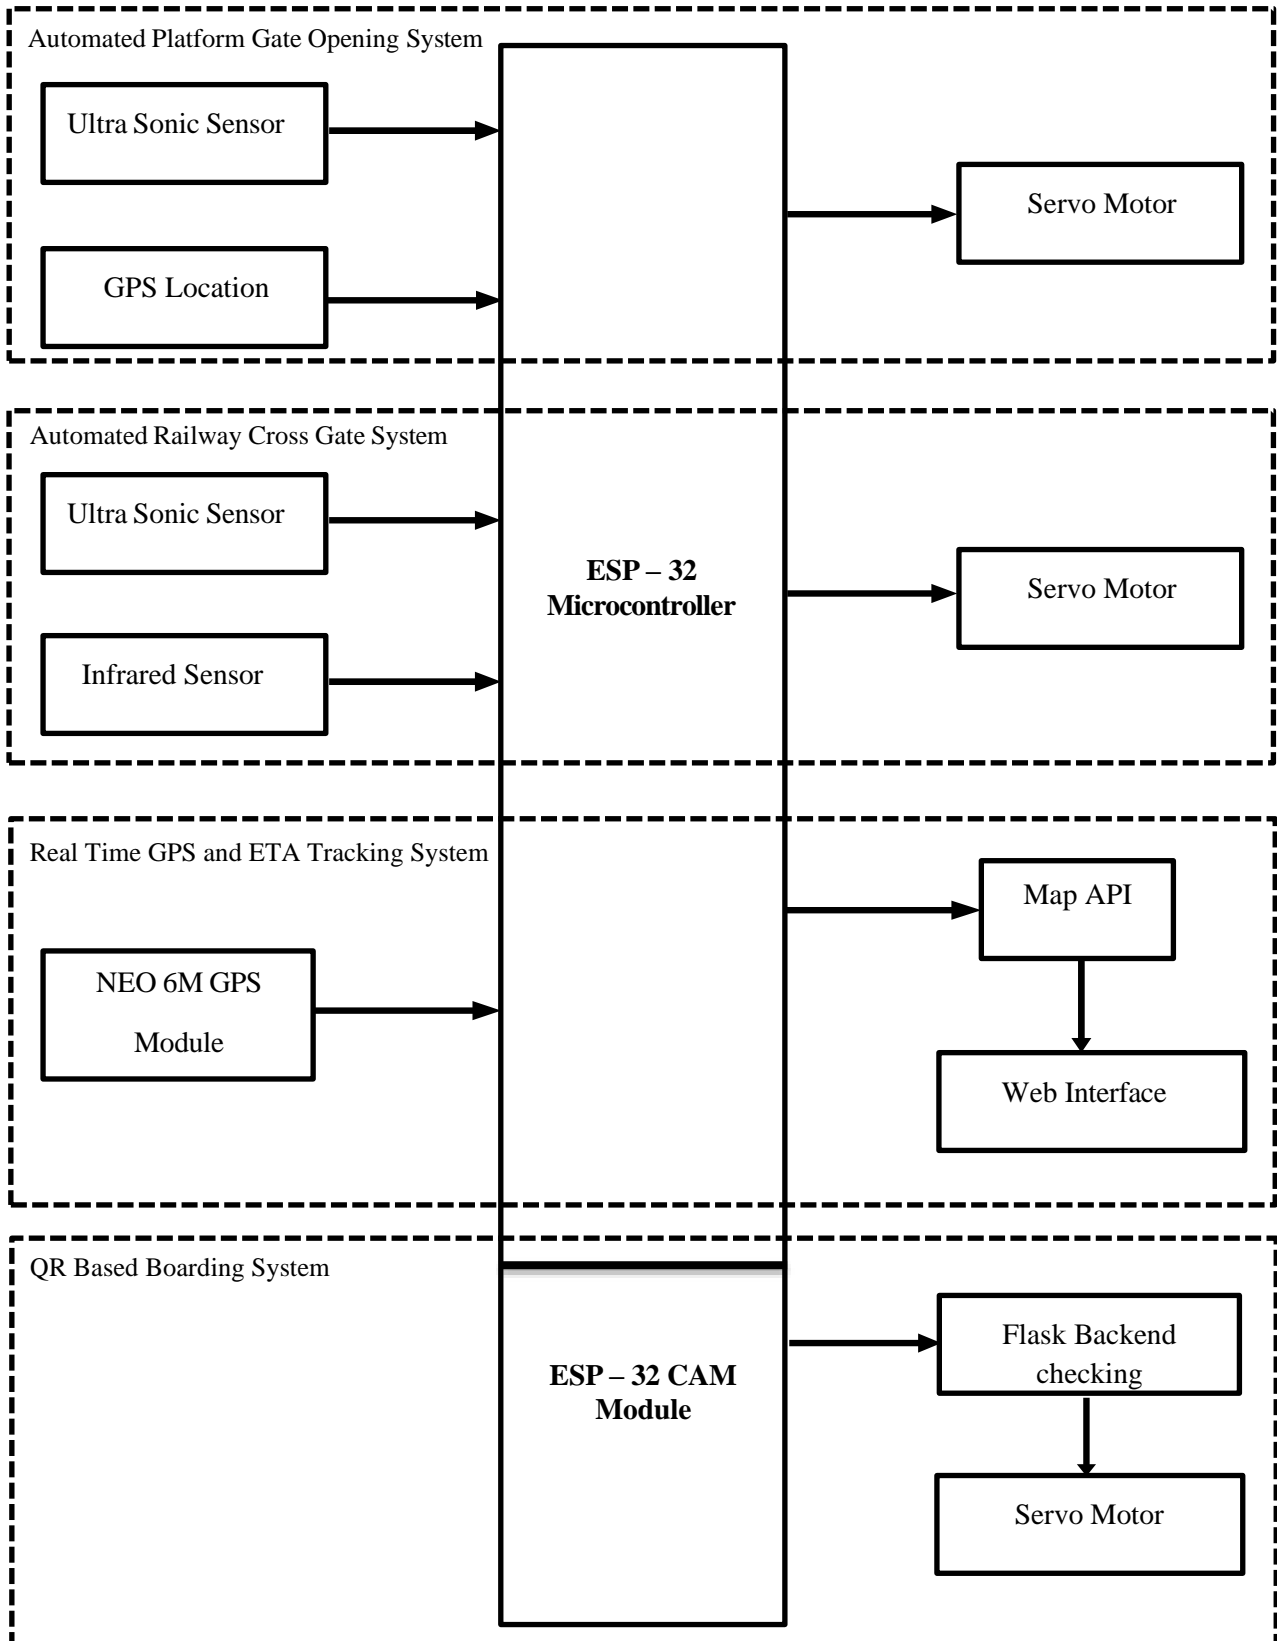 Automated Platform Gate Opening System
Ultra Sonic Sensor
Servo Motor
GPS Location
Automated Railway Cross Gate System
Ultra Sonic Sensor
ESP – 32
Microcontroller
Servo Motor
Infrared Sensor
Real Time GPS and ETA Tracking System
Map API
NEO 6M GPS
Module
Web Interface
QR Based Boarding System
Flask Backend
checking
ESP – 32 CAM
Module
Servo Motor